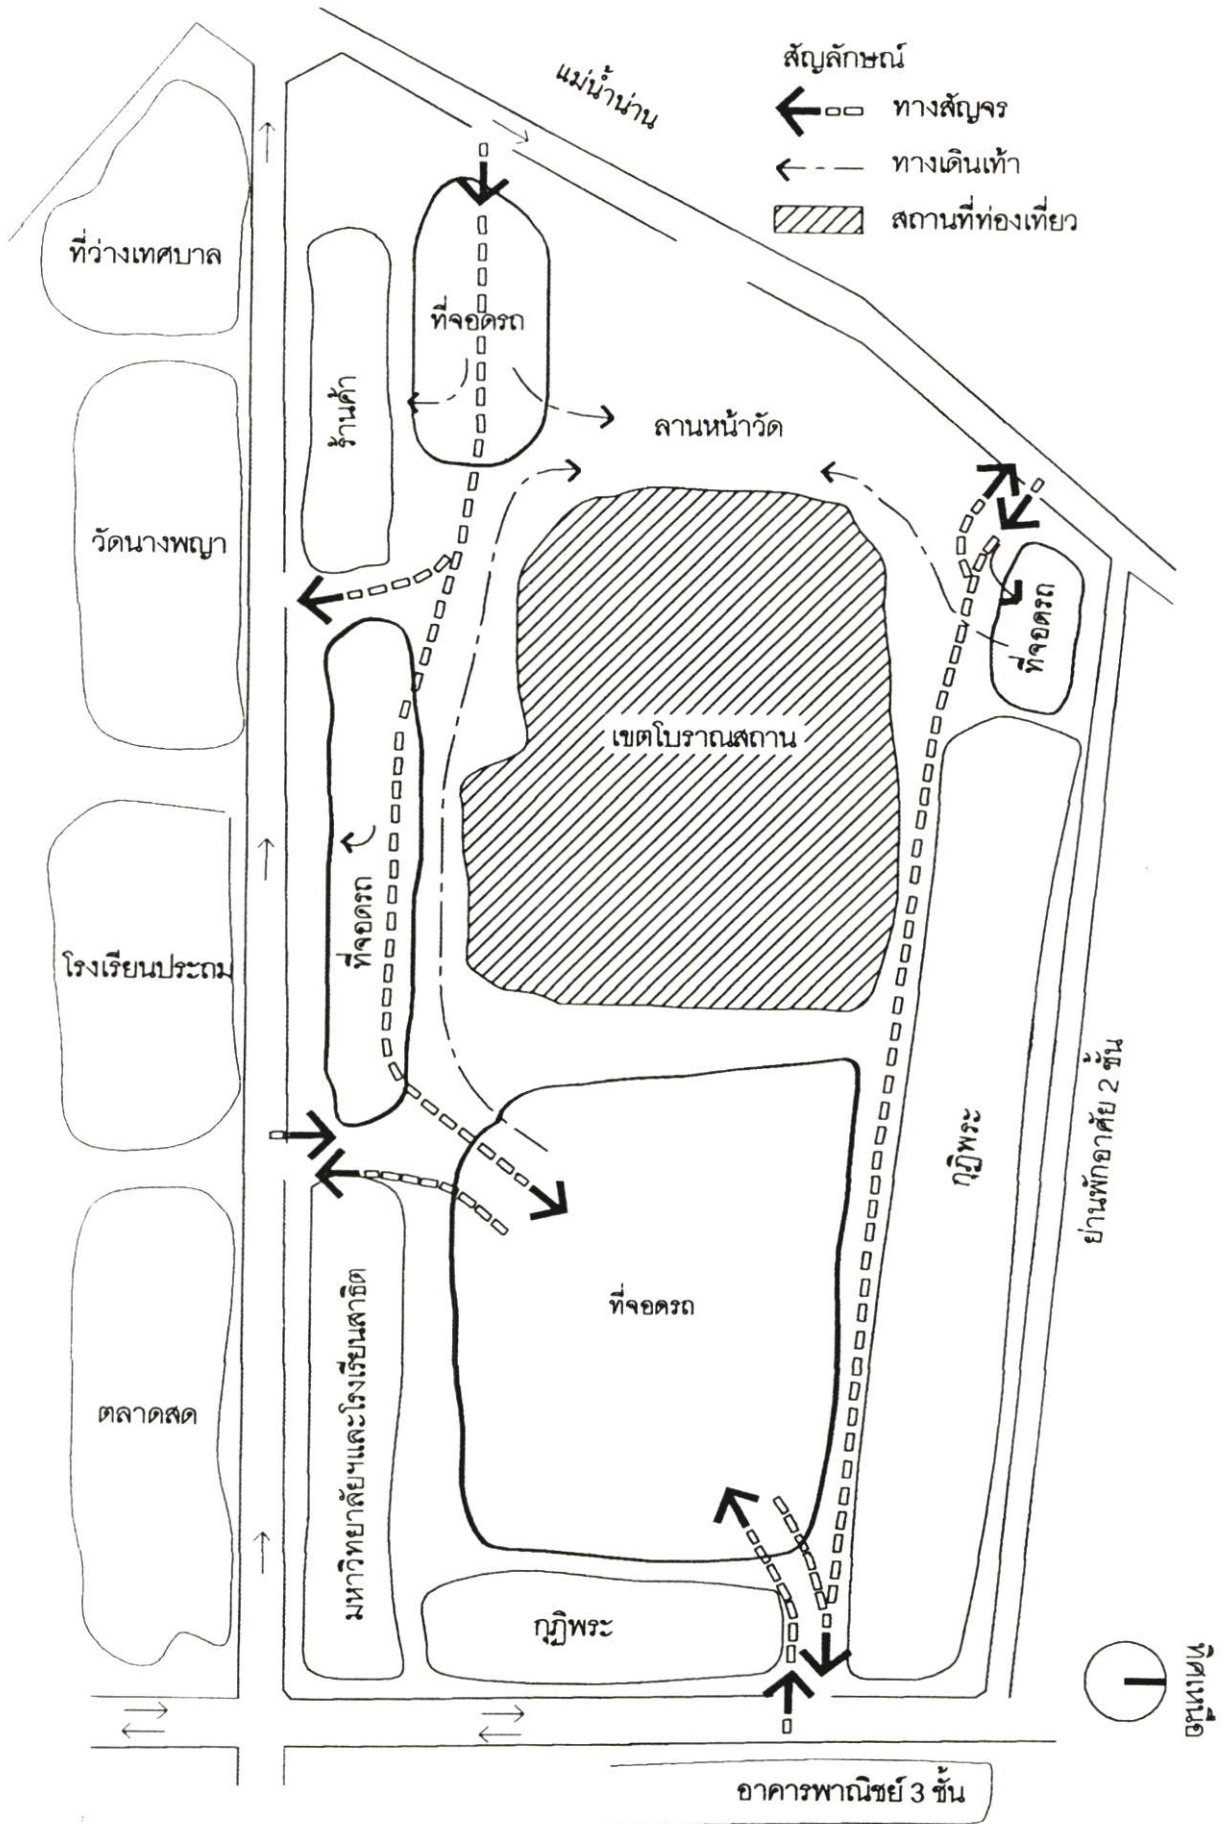 สัญลักษณ์
ทางสัญจร
ทางเดินเท้า
สถานที่ท่องเที่ยว
แม่น้ำน่าน
ที่ว่างเทศบาล
ที่จอดรถ
ร้านค้า
ลานหน้าวัด
วัดนางพญา
ที่จอดรถ
เขตโบราณสถาน
ที่จอดรถ
โรงเรียนประถม
กุฏิพระ
ย่านพักอาศัย 2 ชั้น
ที่จอดรถ
ตลาดสด
มหาวิทยาลัยฯและโรงเรียนสาธิต
กุฏิพระ
ทิศเหนือ
อาคารพาณิชย์ 3 ชั้น